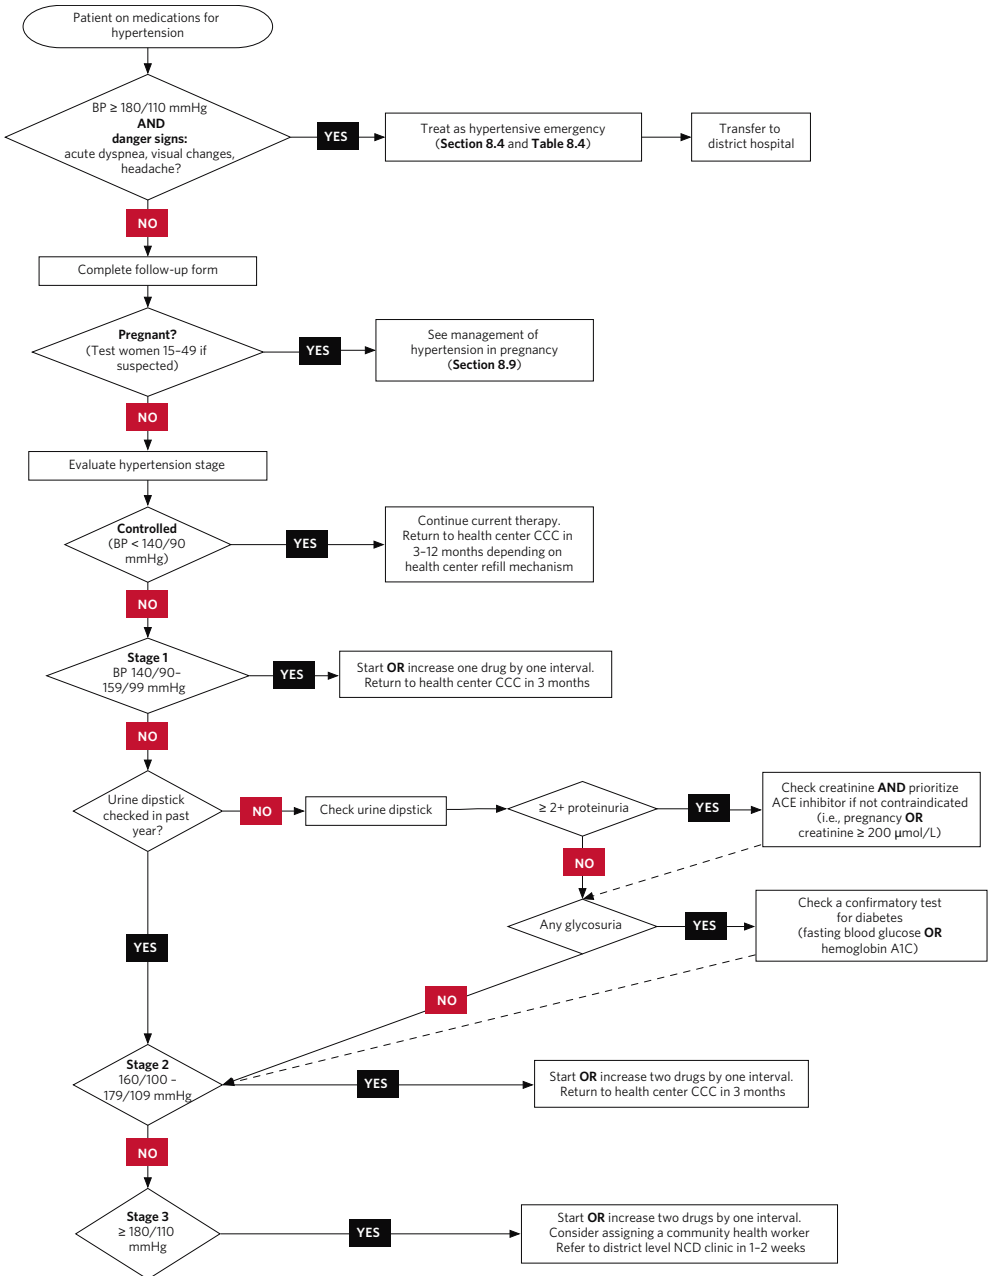 Patient on medications for
hypertension
BP ≥ 180/110 mmHg
AND
danger signs:
acute dyspnea, visual changes,
headache?
YES
Treat as hypertensive emergency
(Section 8.4 and Table 8.4)
Transfer to
district hospital
NO
Complete follow-up form
Pregnant?
(Test women 15–49 if
suspected)
YES
See management of
hypertension in pregnancy
(Section 8.9)
NO
Evaluate hypertension stage
Controlled
(BP < 140/90
mmHg)
YES
Continue current therapy.
Return to health center CCC in
3–12 months depending on
health center refill mechanism
NO
Stage 1
BP 140/90–
159/99 mmHg
YES
Start OR increase one drug by one interval.
Return to health center CCC in 3 months
NO
Urine dipstick
checked in past
year?
NO
Check urine dipstick
≥ 2+ proteinuria
YES
Check creatinine AND prioritize
ACE inhibitor if not contraindicated
(i.e., pregnancy OR
creatinine ≥ 200 µmol/L)
NO
Any glycosuria
YES
Check a confirmatory test
for diabetes
(fasting blood glucose OR
hemoglobin A1C)
YES
NO
Stage 2
160/100 –
179/109 mmHg
YES
Start OR increase two drugs by one interval.
Return to health center CCC in 3 months
NO
Stage 3
≥ 180/110
mmHg
YES
Start OR increase two drugs by one interval.
Consider assigning a community health worker
Refer to district level NCD clinic in 1–2 weeks